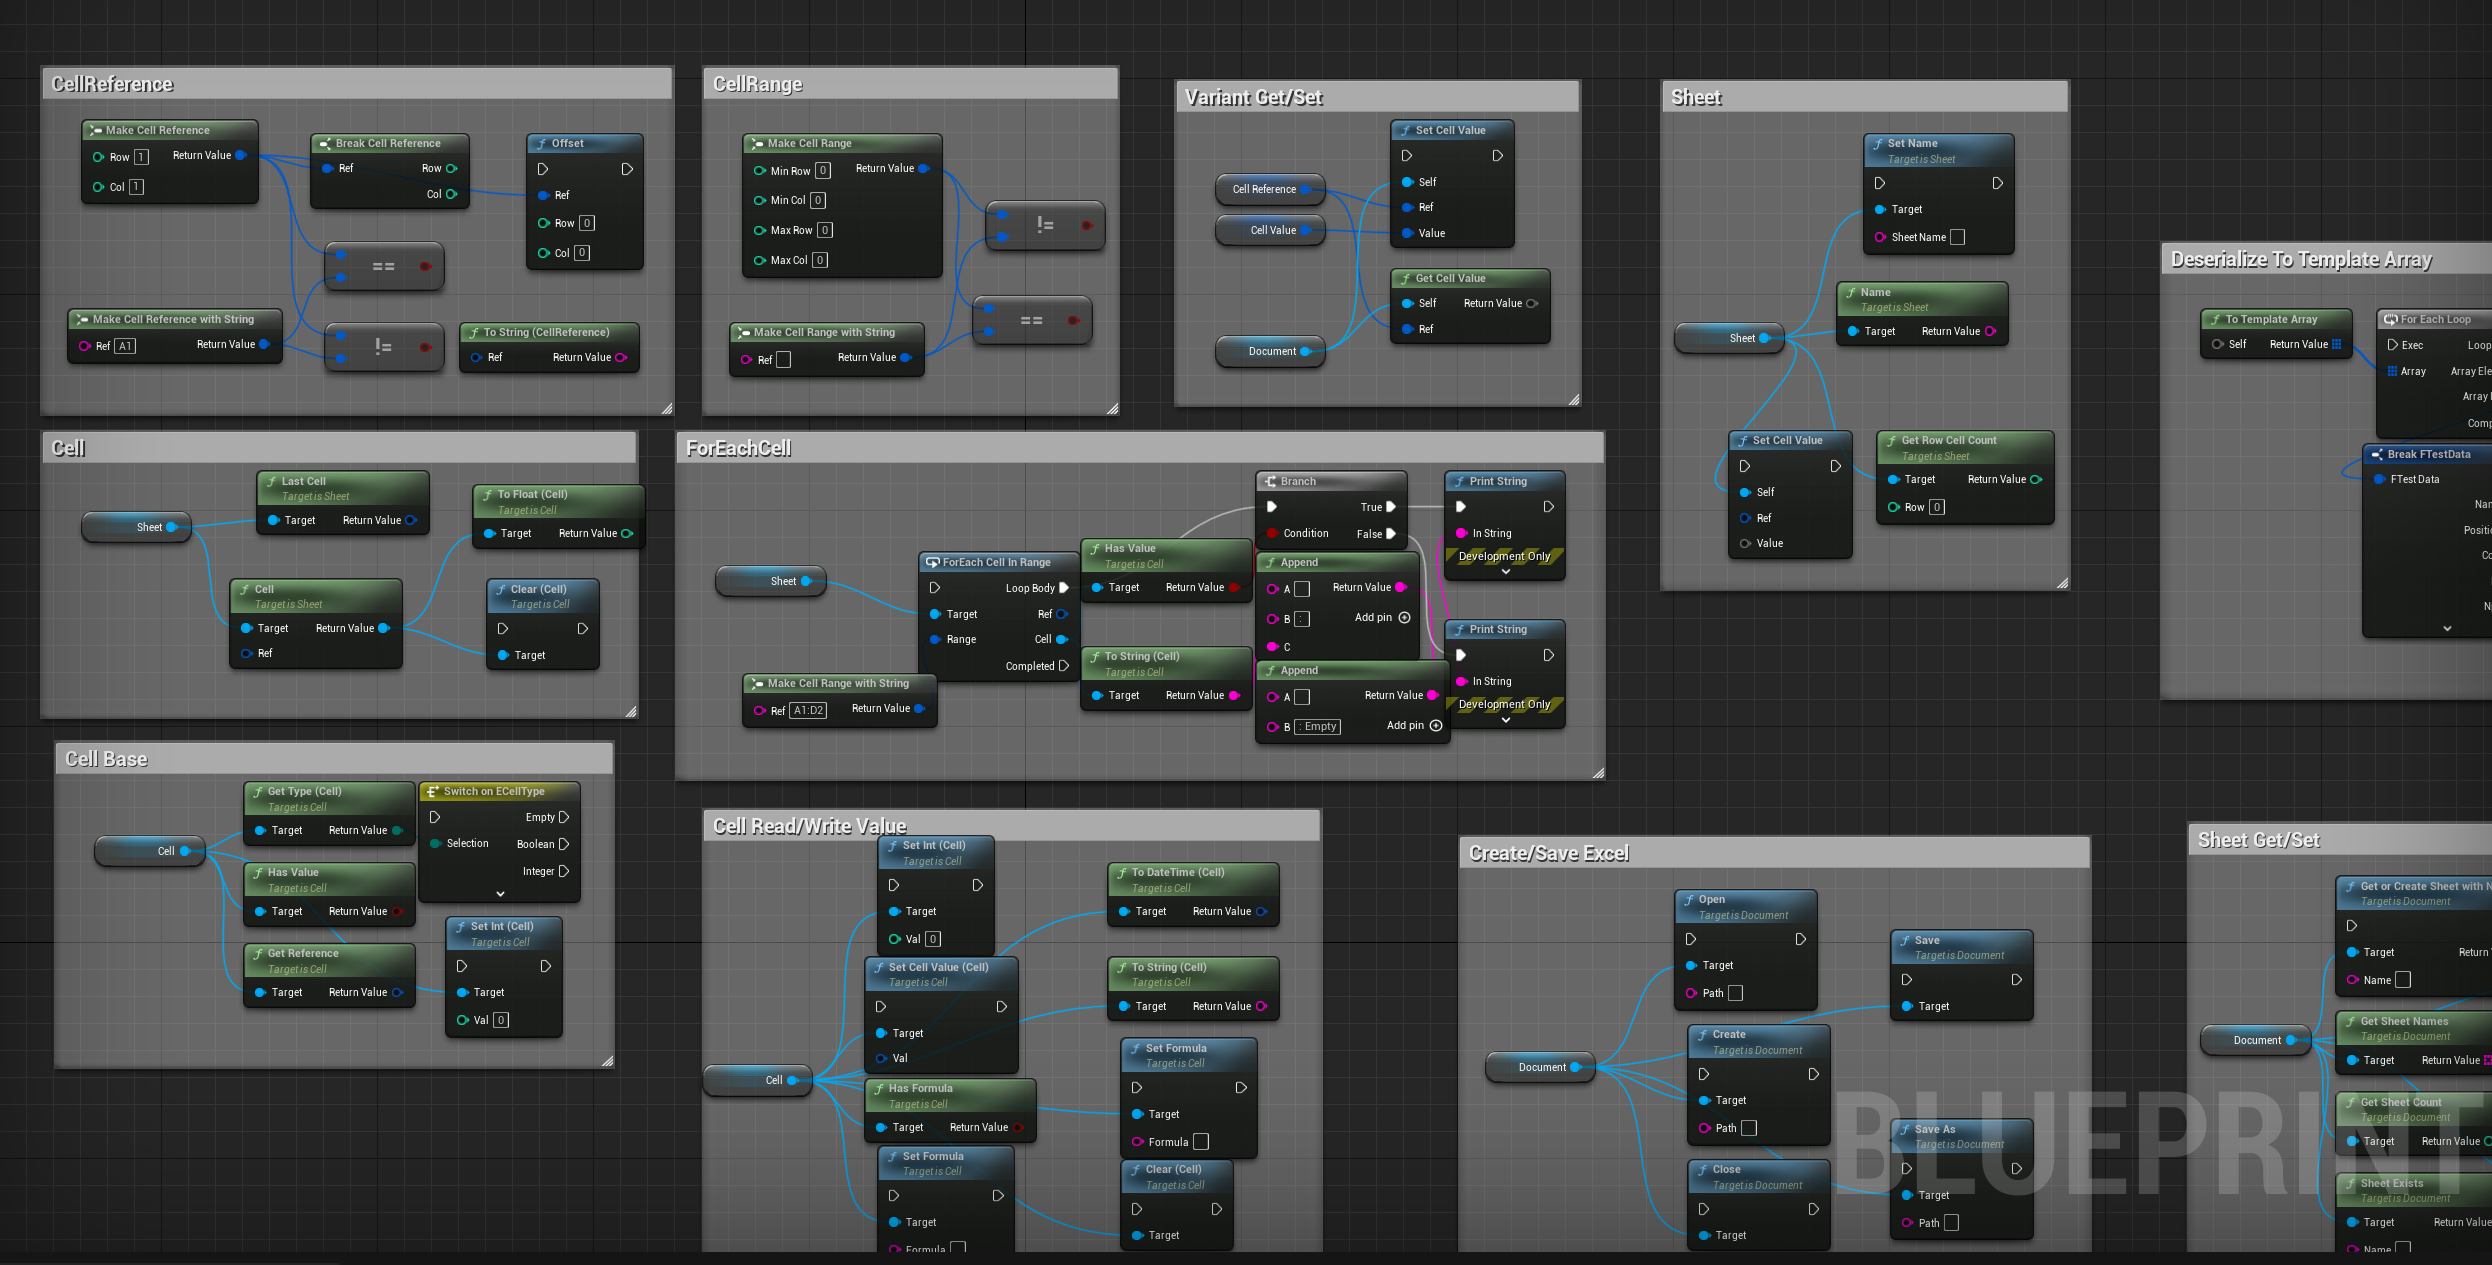 CellReference
Make Cell Reference
Row 1 Return Value
Col 1
Break Cell Reference
Ref Row
Col
Offset
Ref
Row 0
Col 0
==
Make Cell Reference with String
Ref A1 Return Value
!=
To String (CellReference)
Ref Return Value
CellRange
Make Cell Range
Min Row 0 Return Value
Min Col 0
Max Row 0
Max Col 0
!=
==
Make Cell Range with String
Ref Return Value
Variant Get/Set
Set Cell Value
Self
Ref
Value
Cell Reference
Cell Value
Get Cell Value
Self Return Value
Ref
Document
Sheet
Set Name
Target is Sheet
Target
Sheet Name
Name
Target is Sheet
Target Return Value
Sheet
Set Cell Value
Self
Ref
Value
Get Row Cell Count
Target is Sheet
Target Return Value
Row 0
Deserialize To Template Array
To Template Array
Self Return Value
For Each Loop
Exec Loop
Array Array Ele
Array
Comp
Break FTestData
FTest Data
Nam
Positio
Co
N
Cell
Sheet
Last Cell
Target is Sheet
Target Return Value
To Float (Cell)
Target is Cell
Target Return Value
Cell
Target is Sheet
Target Return Value
Ref
Clear (Cell)
Target is Cell
Target
ForEachCell
Sheet
ForEach Cell In Range
Loop Body
Target Ref
Range Cell
Completed
Make Cell Range with String
Ref A1:D2 Return Value
Has Value
Target is Cell
Target Return Value
To String (Cell)
Target is Cell
Target Return Value
Branch
True
Condition False
Append
A Return Value
B : Add pin
C
Append
A Return Value
B : Empty Add pin
Print String
In String
Development Only
Print String
In String
Development Only
Cell Base
Cell
Get Type (Cell)
Target is Cell
Target Return Value
Switch on ECellType
Empty
Selection Boolean
Integer
Has Value
Target is Cell
Target Return Value
Get Reference
Target is Cell
Target Return Value
Set Int (Cell)
Target is Cell
Target
Val 0
Cell Read/Write Value
Cell
Set Int (Cell)
Target is Cell
Target
Val 0
Set Cell Value (Cell)
Target is Cell
Target
Val
Has Formula
Target is Cell
Target Return Value
Set Formula
Target is Cell
Target
Formula
To DateTime (Cell)
Target is Cell
Target Return Value
To String (Cell)
Target is Cell
Target Return Value
Set Formula
Target is Cell
Target
Formula
Clear (Cell)
Target is Cell
Target
Create/Save Excel
Document
Open
Target is Document
Target
Path
Create
Target is Document
Target
Path
Close
Target is Document
Target
Save
Target is Document
Target
Save As
Target is Document
Target
Path
Sheet Get/Set
Document
Get or Create Sheet with N
Target is Document
Target Return
Name
Get Sheet Names
Target is Document
Target Return Value
Get Sheet Count
Target is Document
Target Return Value
Sheet Exists
Target is Document
Target Return Value
Name
BLUEPRINT